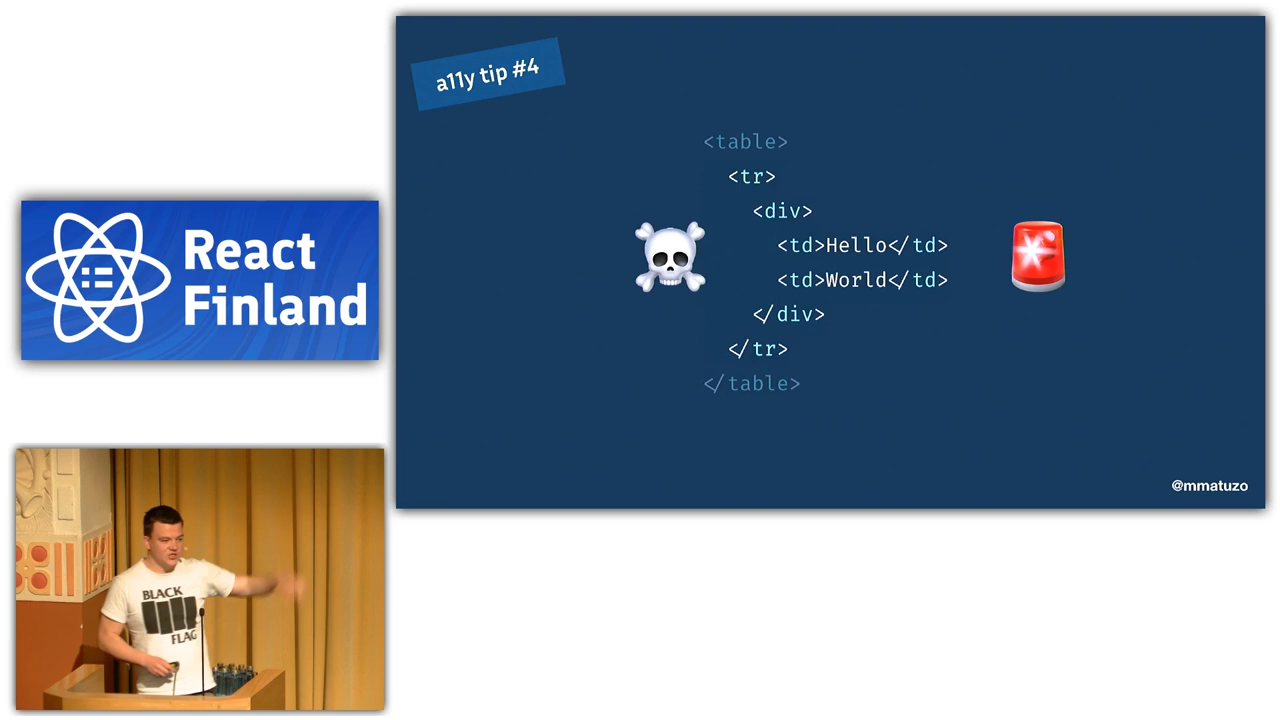 a11y tip #4
<table>
<tr>
<div>
<td>Hello</td>
<td>World</td>
</div>
</tr>
</table>
@mmatuzo
React
Finland
BLACK
FLAG